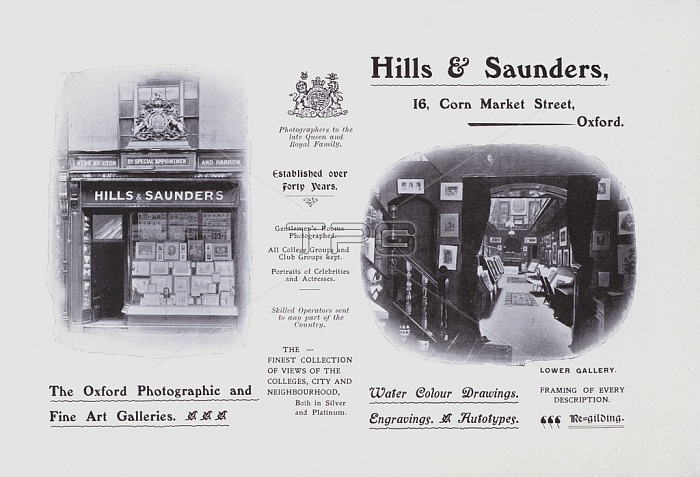 ALSO AT ETON BY SPECIAL APPOINTMENT AND HARROW
HILLS & SAUNDERS
The Oxford Photographic and
Fine Art Galleries.
Photographers to the
late Queen and
Royal Family.
Established over
Forty Years.
Gentlemen's Rooms
Photographed.
All College Groups and
Club Groups kept.
Portraits of Celebrities
and Actresses.
Skilled Operators sent
to any part of the
Country.
THE
FINEST COLLECTION
OF VIEWS OF THE
COLLEGES, CITY AND
NEIGHBOURHOOD,
Both in Silver
and Platinum.
Hills & Saunders,
16, Corn Market Street,
Oxford.
LOWER GALLERY.
Water Colour Drawings.
Engravings. Autotypes.
FRAMING OF EVERY
DESCRIPTION.
Re=gilding.
TPG